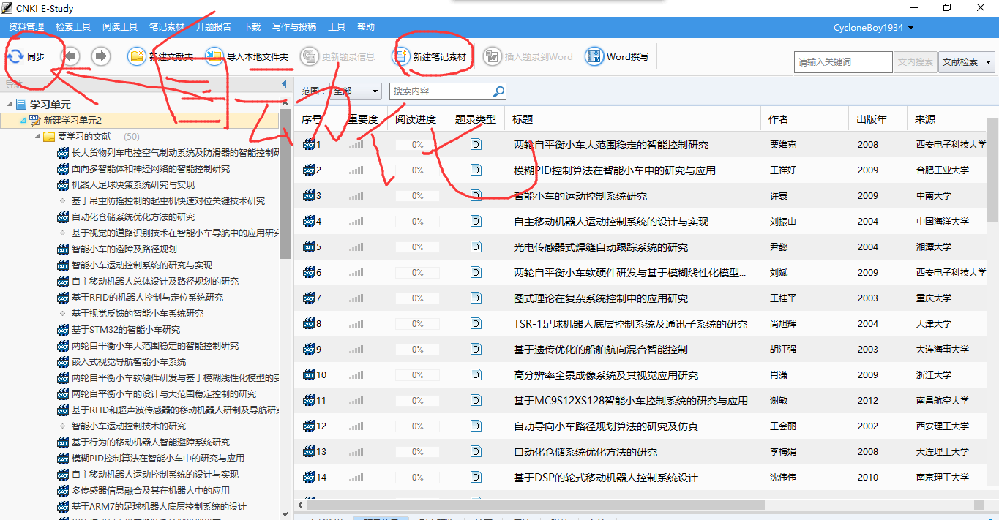 CNKI E-Study
资料管理 检索工具 阅读工具 笔记素材 开题报告 下载 写作与投稿 工具 帮助 CycloneBoy1934
同步 新建文献夹 导入本地文件夹 更新题录信息 新建笔记素材 插入题录到Word Word撰写 请输入关键词 文内搜索 文献检索
导航
学习单元
新建学习单元2
要学习的文献 (50)
长大货物列车电控空气制动系统及防滑器的智能控制研
面向多智能体和神经网络的智能控制研究
机器人足球决策系统研究与实现
基于吊重防摇控制的起重机快速对位关键技术研究
自动化仓储系统优化方法的研究
基于视觉的道路识别技术在智能小车导航中的应用研究
智能小车的避障及路径规划
智能小车运动控制系统的研究与实现
自主移动机器人总体设计及路径规划的研究
基于RFID的机器人控制与定位系统研究
基于视觉反馈的智能小车系统研究
基于STM32的智能小车研究
两轮自平衡小车大范围稳定的智能控制研究
嵌入式视觉导航智能小车系统
两轮自平衡小车软硬件研发与基于模糊线性化模型的变
两轮自平衡小车的设计与大范围稳定控制的研究
基于RFID和超声波传感器的移动机器人研制及导航研究
智能小车运动控制技术的研究
基于行为的移动机器人智能避障系统研究
模糊PID控制算法在智能小车中的研究与应用
自主移动机器人运动控制系统的设计与实现
多传感器信息融合及其在机器人中的应用
基于ARM7的足球机器人底层控制系统的设计
范围： 全部 搜索内容
序号 重要度 阅读进度 题录类型 标题 作者 出版年 来源
CAJ 1 0% D 两轮自平衡小车大范围稳定的智能控制研究 栗维克 2008 西安电子科技大学
CAJ 2 0% D 模糊PID控制算法在智能小车中的研究与应用 王祥好 2009 合肥工业大学
CAJ 3 0% D 智能小车的运动控制系统研究 许寰 2009 中南大学
CAJ 4 0% D 自主移动机器人运动控制系统的设计与实现 刘振山 2004 中国海洋大学
CAJ 5 0% D 光电传感器式焊缝自动跟踪系统的研究 尹懿 2004 湘潭大学
CAJ 6 0% D 两轮自平衡小车软硬件研发与基于模糊线性化模型... 刘斌 2009 西安电子科技大学
CAJ 7 0% D 图式理论在复杂系统控制中的应用研究 王桂平 2003 重庆大学
CAJ 8 0% D TSR-1足球机器人底层控制系统及通讯子系统的研究 尚旭辉 2004 天津大学
CAJ 9 0% D 基于遗传优化的船舶航向混合智能控制 胡江强 2003 大连海事大学
CAJ 10 0% D 高分辨率全景成像系统及其视觉应用研究 肖潇 2009 浙江大学
CAJ 11 0% D 基于MC9S12XS128智能小车控制系统的研究与应用 谢敏 2012 南昌航空大学
CAJ 12 0% D 自动导向小车路径规划算法的研究及仿真 王会丽 2002 西安理工大学
CAJ 13 0% D 自动化仓储系统优化方法的研究 李梅娟 2008 大连理工大学
CAJ 14 0% D 基于DSP的轮式移动机器人控制系统设计 沈伟伟 2010 南京理工大学